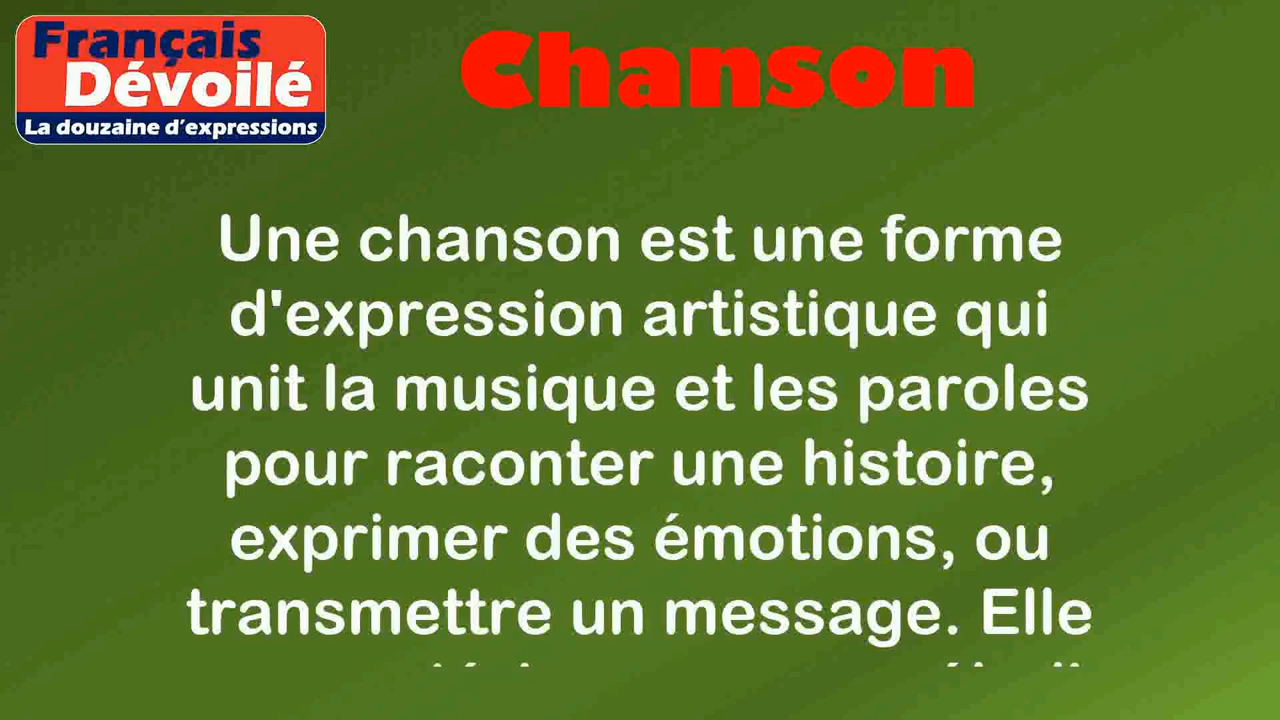 Français
Dévoilé
La douzaine d'expressions
Chanson
Une chanson est une forme
d'expression artistique qui
unit la musique et les paroles
pour raconter une histoire,
exprimer des émotions, ou
transmettre un message. Elle